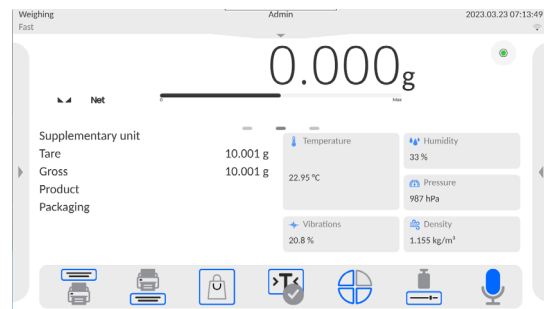 Weighing Admin 2023.03.23 07:13:49
Fast
0.000 g
Net 0 Max
Supplementary unit
Tare 10.001 g
Gross 10.001 g
Product
Packaging
Temperature
22.95 °C
Humidity
33 %
Pressure
987 hPa
Vibrations
20.8 %
Density
1.155 kg/m³
>T<